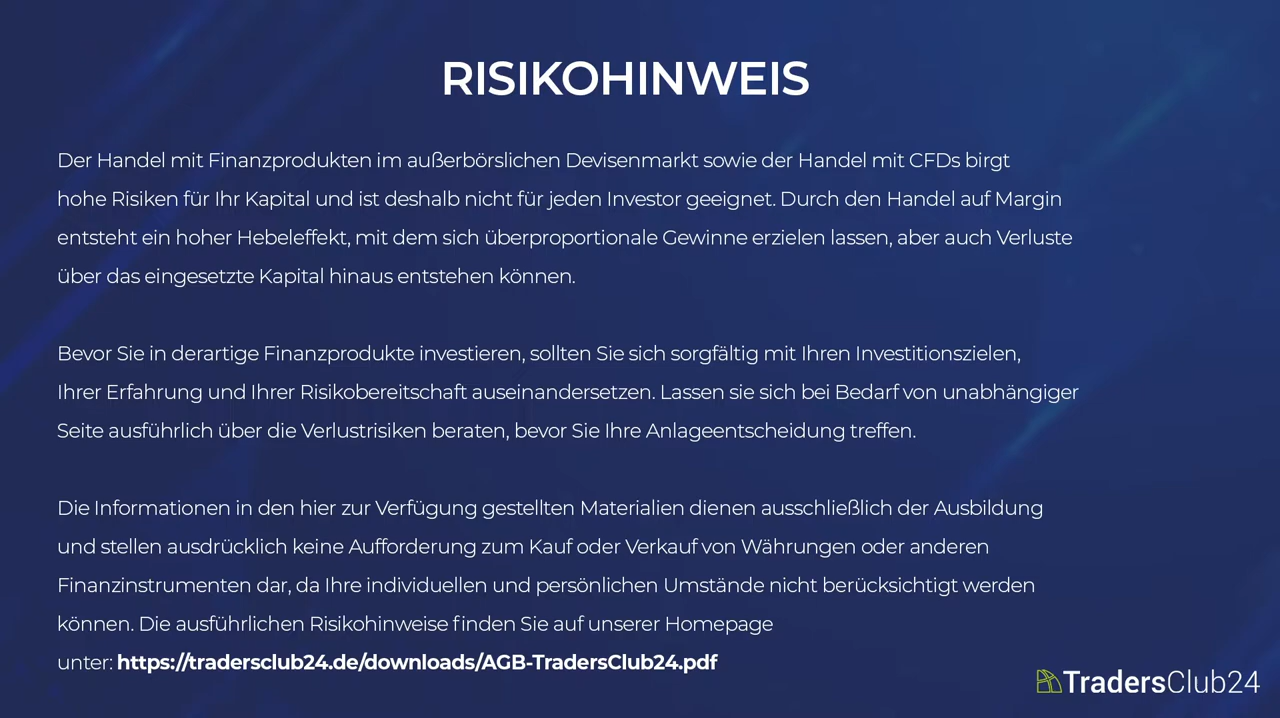 RISIKOHINWEIS
Der Handel mit Finanzprodukten im außerbörslichen Devisenmarkt sowie der Handel mit CFDs birgt
hohe Risiken für Ihr Kapital und ist deshalb nicht für jeden Investor geeignet. Durch den Handel auf Margin
entsteht ein hoher Hebeleffekt, mit dem sich überproportionale Gewinne erzielen lassen, aber auch Verluste
über das eingesetzte Kapital hinaus entstehen können.
Bevor Sie in derartige Finanzprodukte investieren, sollten Sie sich sorgfältig mit Ihren Investitionszielen,
Ihrer Erfahrung und Ihrer Risikobereitschaft auseinandersetzen. Lassen sie sich bei Bedarf von unabhängiger
Seite ausführlich über die Verlustrisiken beraten, bevor Sie Ihre Anlageentscheidung treffen.
Die Informationen in den hier zur Verfügung gestellten Materialien dienen ausschließlich der Ausbildung
und stellen ausdrücklich keine Aufforderung zum Kauf oder Verkauf von Währungen oder anderen
Finanzinstrumenten dar, da Ihre individuellen und persönlichen Umstände nicht berücksichtigt werden
können. Die ausführlichen Risikohinweise finden Sie auf unserer Homepage
unter: https://tradersclub24.de/downloads/AGB-TradersClub24.pdf
TradersClub24